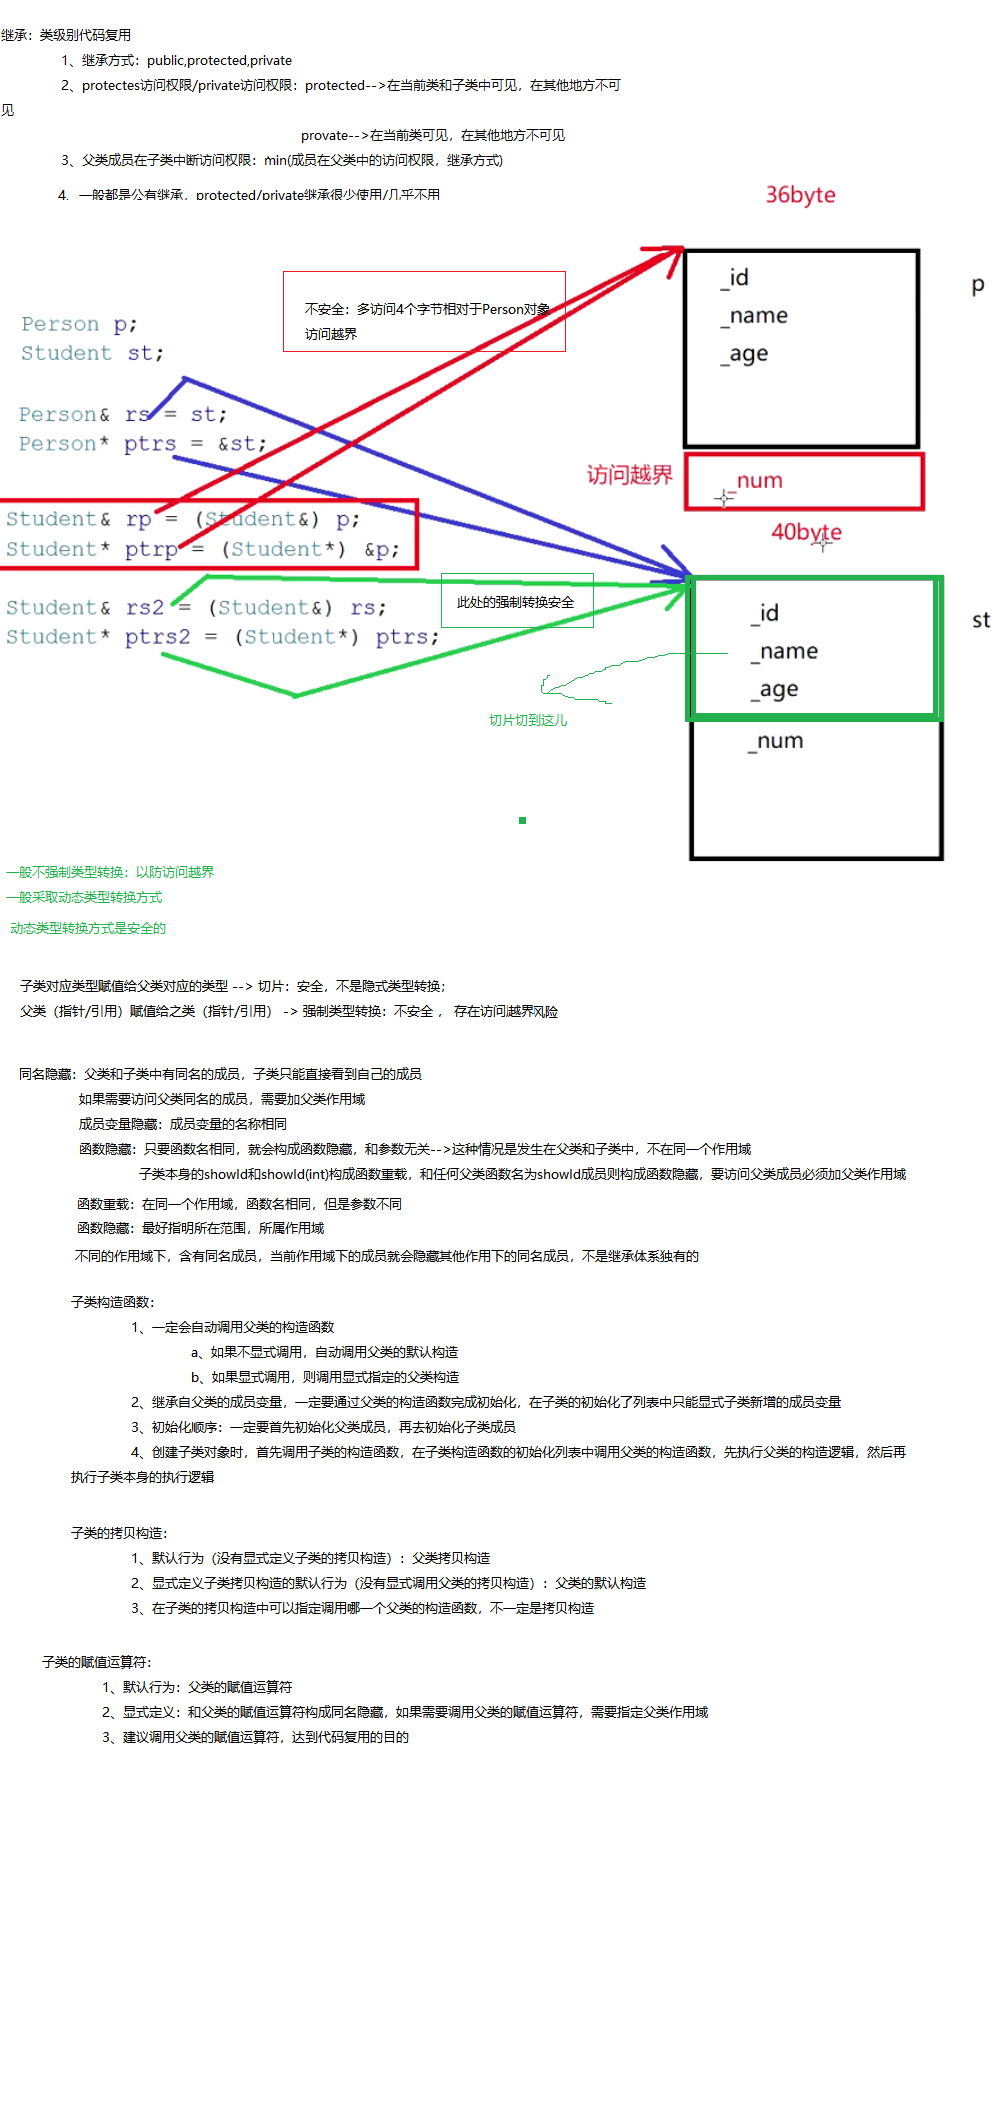 继承：类级别代码复用
1、继承方式：public,protected,private
2、protectes访问权限/private访问权限：protected-->在当前类和子类中可见，在其他地方不可
见
provate-->在当前类可见，在其他地方不可见
3、父类成员在子类中断访问权限：min(成员在父类中的访问权限，继承方式)
4、一般都是公有继承，protected/private继承很少使用/几乎不用
36byte
_id
_name
_age
p
不安全：多访问4个字节相对于Person对象
访问越界
Person p;
Student st;
Person& rs = st;
Person* ptrs = &st;
访问越界
_num
Student& rp = (Student&) p;
Student* ptrp = (Student*) &p;
40byte
Student& rs2 = (Student&) rs;
Student* ptrs2 = (Student*) ptrs;
此处的强制转换安全
_id
_name
_age
_num
st
切片切到这儿
一般不强制类型转换：以防访问越界
一般采取动态类型转换方式
动态类型转换方式是安全的
子类对应类型赋值给父类对应的类型 --> 切片：安全，不是隐式类型转换；
父类（指针/引用）赋值给之类（指针/引用） -> 强制类型转换：不安全 ， 存在访问越界风险
同名隐藏：父类和子类中有同名的成员，子类只能直接看到自己的成员
如果需要访问父类同名的成员，需要加父类作用域
成员变量隐藏：成员变量的名称相同
函数隐藏：只要函数名相同，就会构成函数隐藏，和参数无关-->这种情况是发生在父类和子类中，不在同一个作用域
子类本身的showId和showId(int)构成函数重载，和任何父类函数名为showId成员则构成函数隐藏，要访问父类成员必须加父类作用域
函数重载：在同一个作用域，函数名相同，但是参数不同
函数隐藏：最好指明所在范围，所属作用域
不同的作用域下，含有同名成员，当前作用域下的成员就会隐藏其他作用下的同名成员，不是继承体系独有的
子类构造函数：
1、一定会自动调用父类的构造函数
a、如果不显式调用，自动调用父类的默认构造
b、如果显式调用，则调用显式指定的父类构造
2、继承自父类的成员变量，一定要通过父类的构造函数完成初始化，在子类的初始化了列表中只能显式子类新增的成员变量
3、初始化顺序：一定要首先初始化父类成员，再去初始化子类成员
4、创建子类对象时，首先调用子类的构造函数，在子类构造函数的初始化列表中调用父类的构造函数，先执行父类的构造逻辑，然后再
执行子类本身的执行逻辑
子类的拷贝构造：
1、默认行为（没有显式定义子类的拷贝构造）：父类拷贝构造
2、显式定义子类拷贝构造的默认行为（没有显式调用父类的拷贝构造）：父类的默认构造
3、在子类的拷贝构造中可以指定调用哪一个父类的构造函数，不一定是拷贝构造
子类的赋值运算符：
1、默认行为：父类的赋值运算符
2、显式定义：和父类的赋值运算符构成同名隐藏，如果需要调用父类的赋值运算符，需要指定父类作用域
3、建议调用父类的赋值运算符，达到代码复用的目的